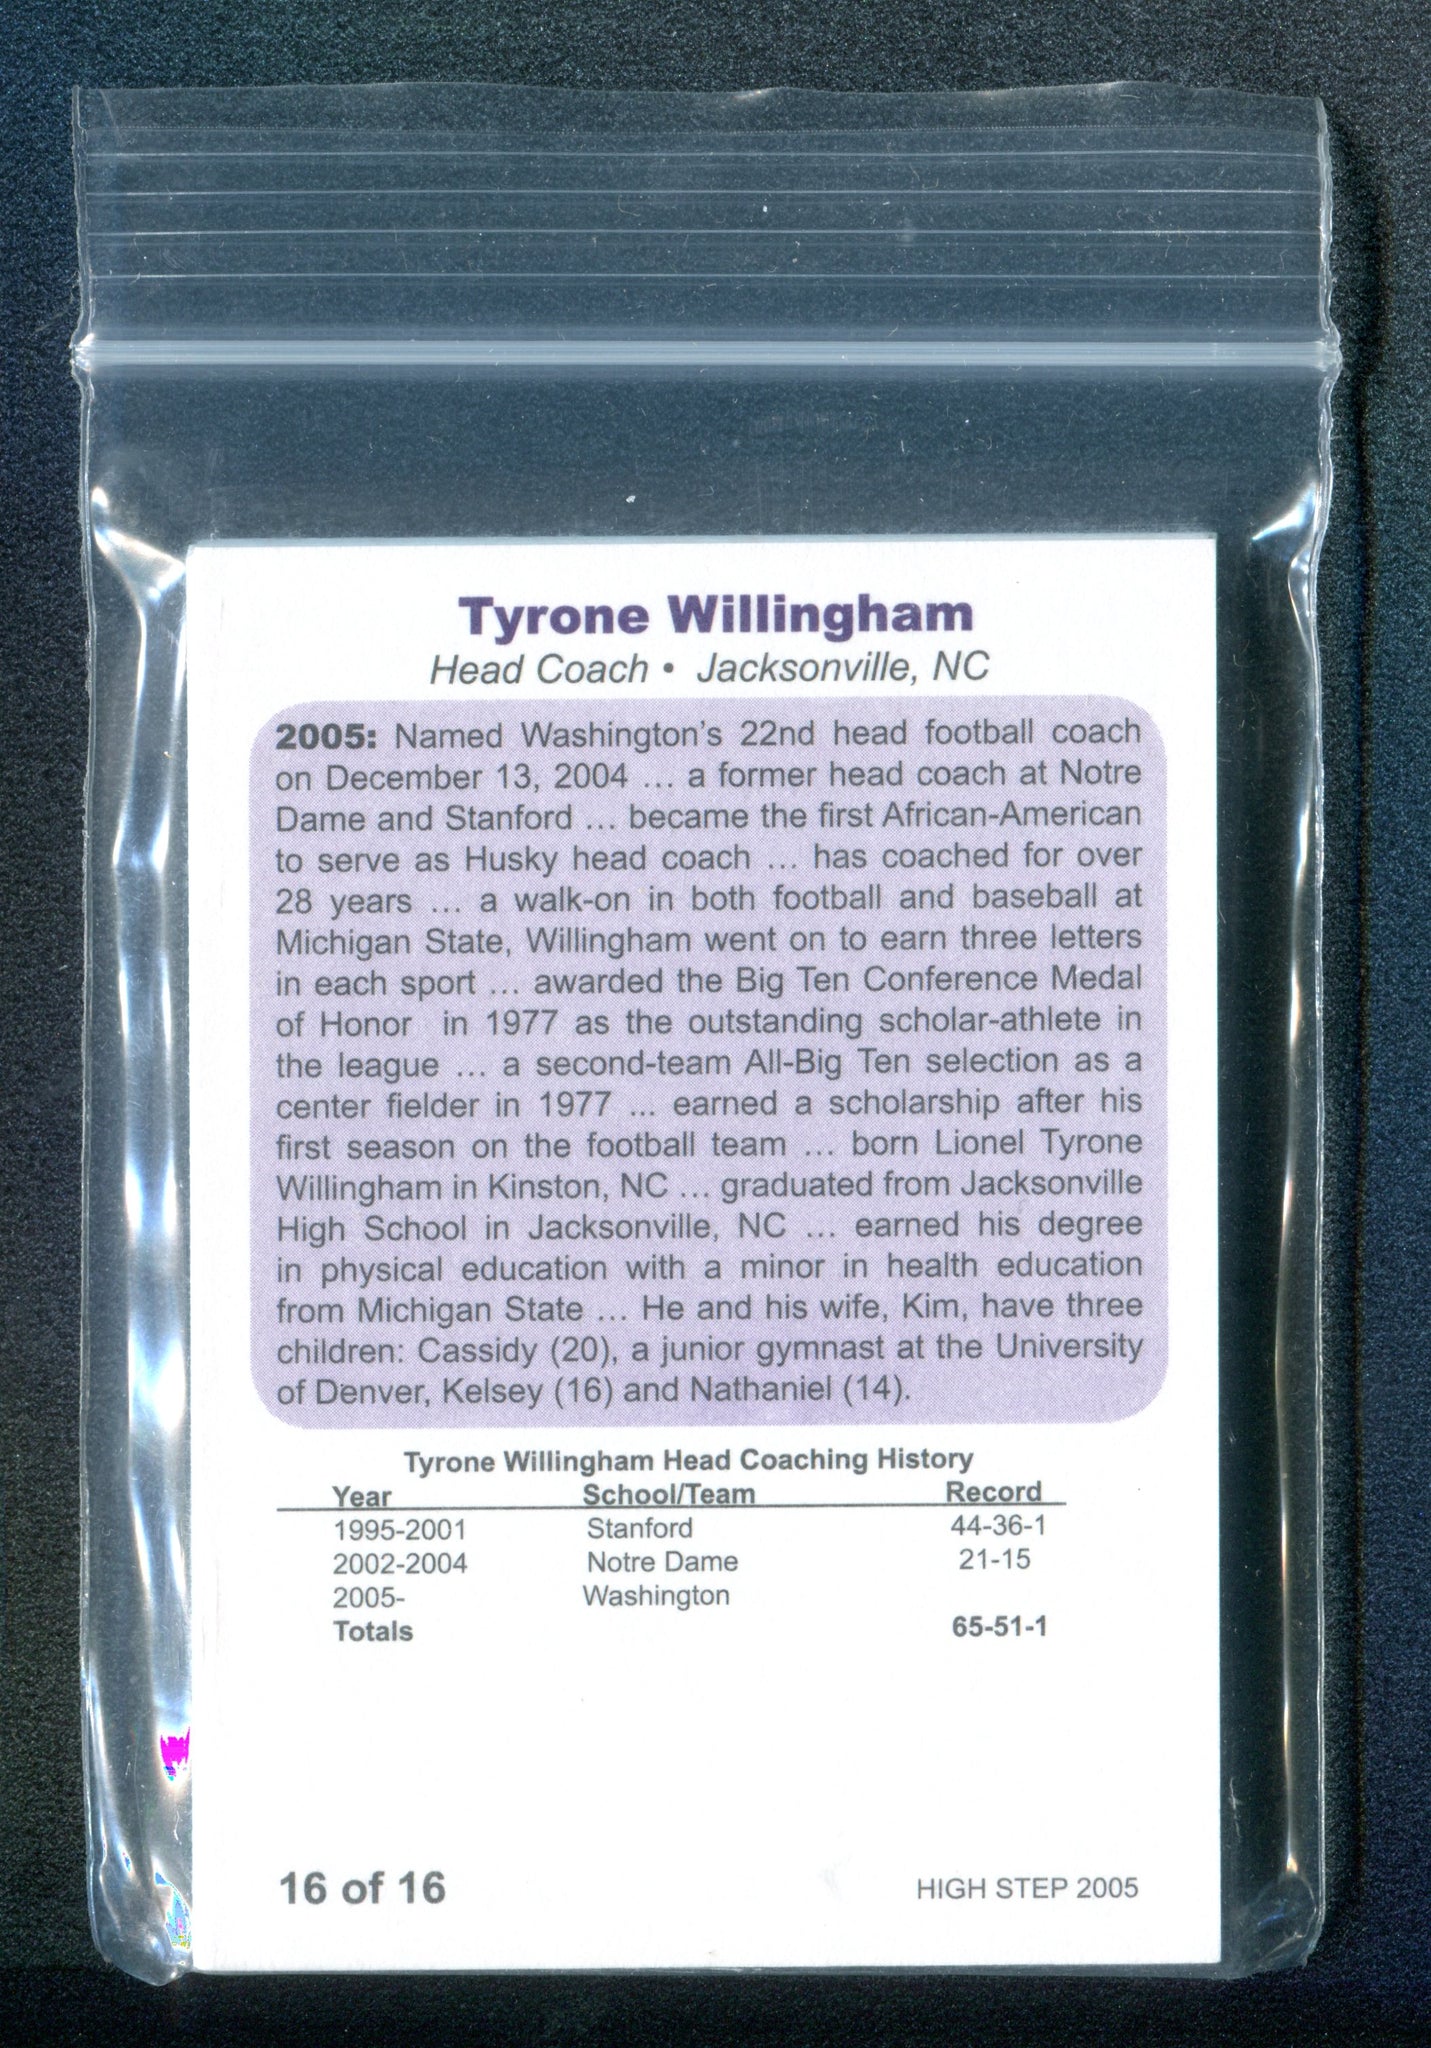 Tyrone Willingham
Head Coach • Jacksonville, NC
2005: Named Washington's 22nd head football coach
on December 13, 2004 ... a former head coach at Notre
Dame and Stanford ... became the first African-American
to serve as Husky head coach ... has coached for over
28 years ... a walk-on in both football and baseball at
Michigan State, Willingham went on to earn three letters
in each sport ... awarded the Big Ten Conference Medal
of Honor in 1977 as the outstanding scholar-athlete in
the league ... a second-team All-Big Ten selection as a
center fielder in 1977 ... earned a scholarship after his
first season on the football team ... born Lionel Tyrone
Willingham in Kinston, NC ... graduated from Jacksonville
High School in Jacksonville, NC ... earned his degree
in physical education with a minor in health education
from Michigan State ... He and his wife, Kim, have three
children: Cassidy (20), a junior gymnast at the University
of Denver, Kelsey (16) and Nathaniel (14).
Tyrone Willingham Head Coaching History
Year School/Team Record
1995-2001 Stanford 44-36-1
2002-2004 Notre Dame 21-15
2005- Washington
Totals 65-51-1
16 of 16 HIGH STEP 2005